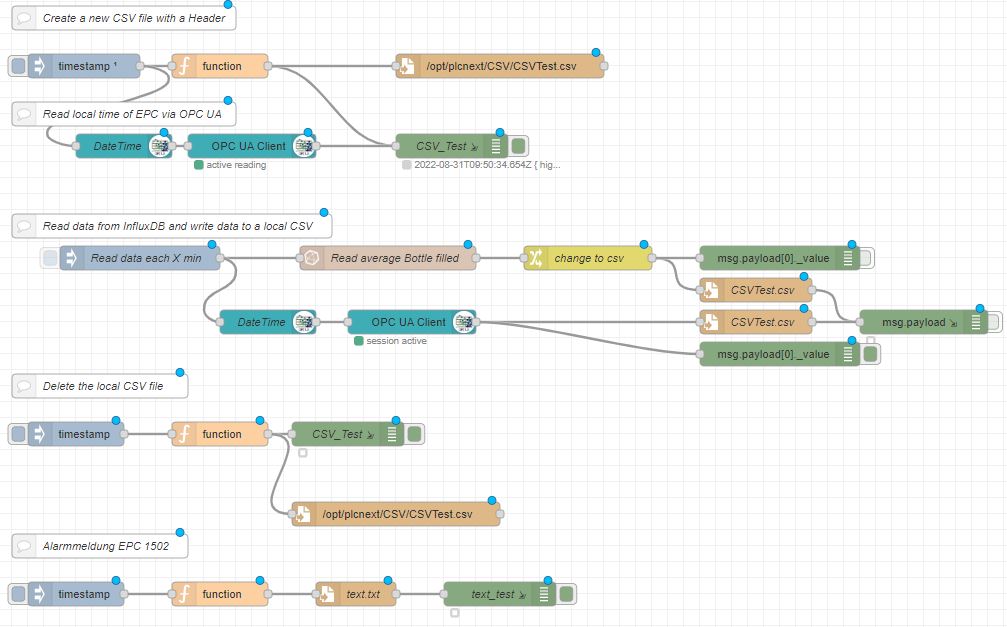 Create a new CSV file with a Header
timestamp ¹
function
/opt/plcnext/CSV/CSVTest.csv
Read local time of EPC via OPC UA
DateTime
OPC UA Client
CSV_Test
active reading
2022-08-31T09:50:34.654Z { hig...
Read data from InfluxDB and write data to a local CSV
Read data each X min
Read average Bottle filled
change to csv
msg.payload[0]._value
CSVTest.csv
DateTime
OPC UA Client
CSVTest.csv
msg.payload
session active
msg.payload[0]._value
Delete the local CSV file
timestamp
function
CSV_Test
/opt/plcnext/CSV/CSVTest.csv
Alarmmeldung EPC 1502
timestamp
function
text.txt
text_test